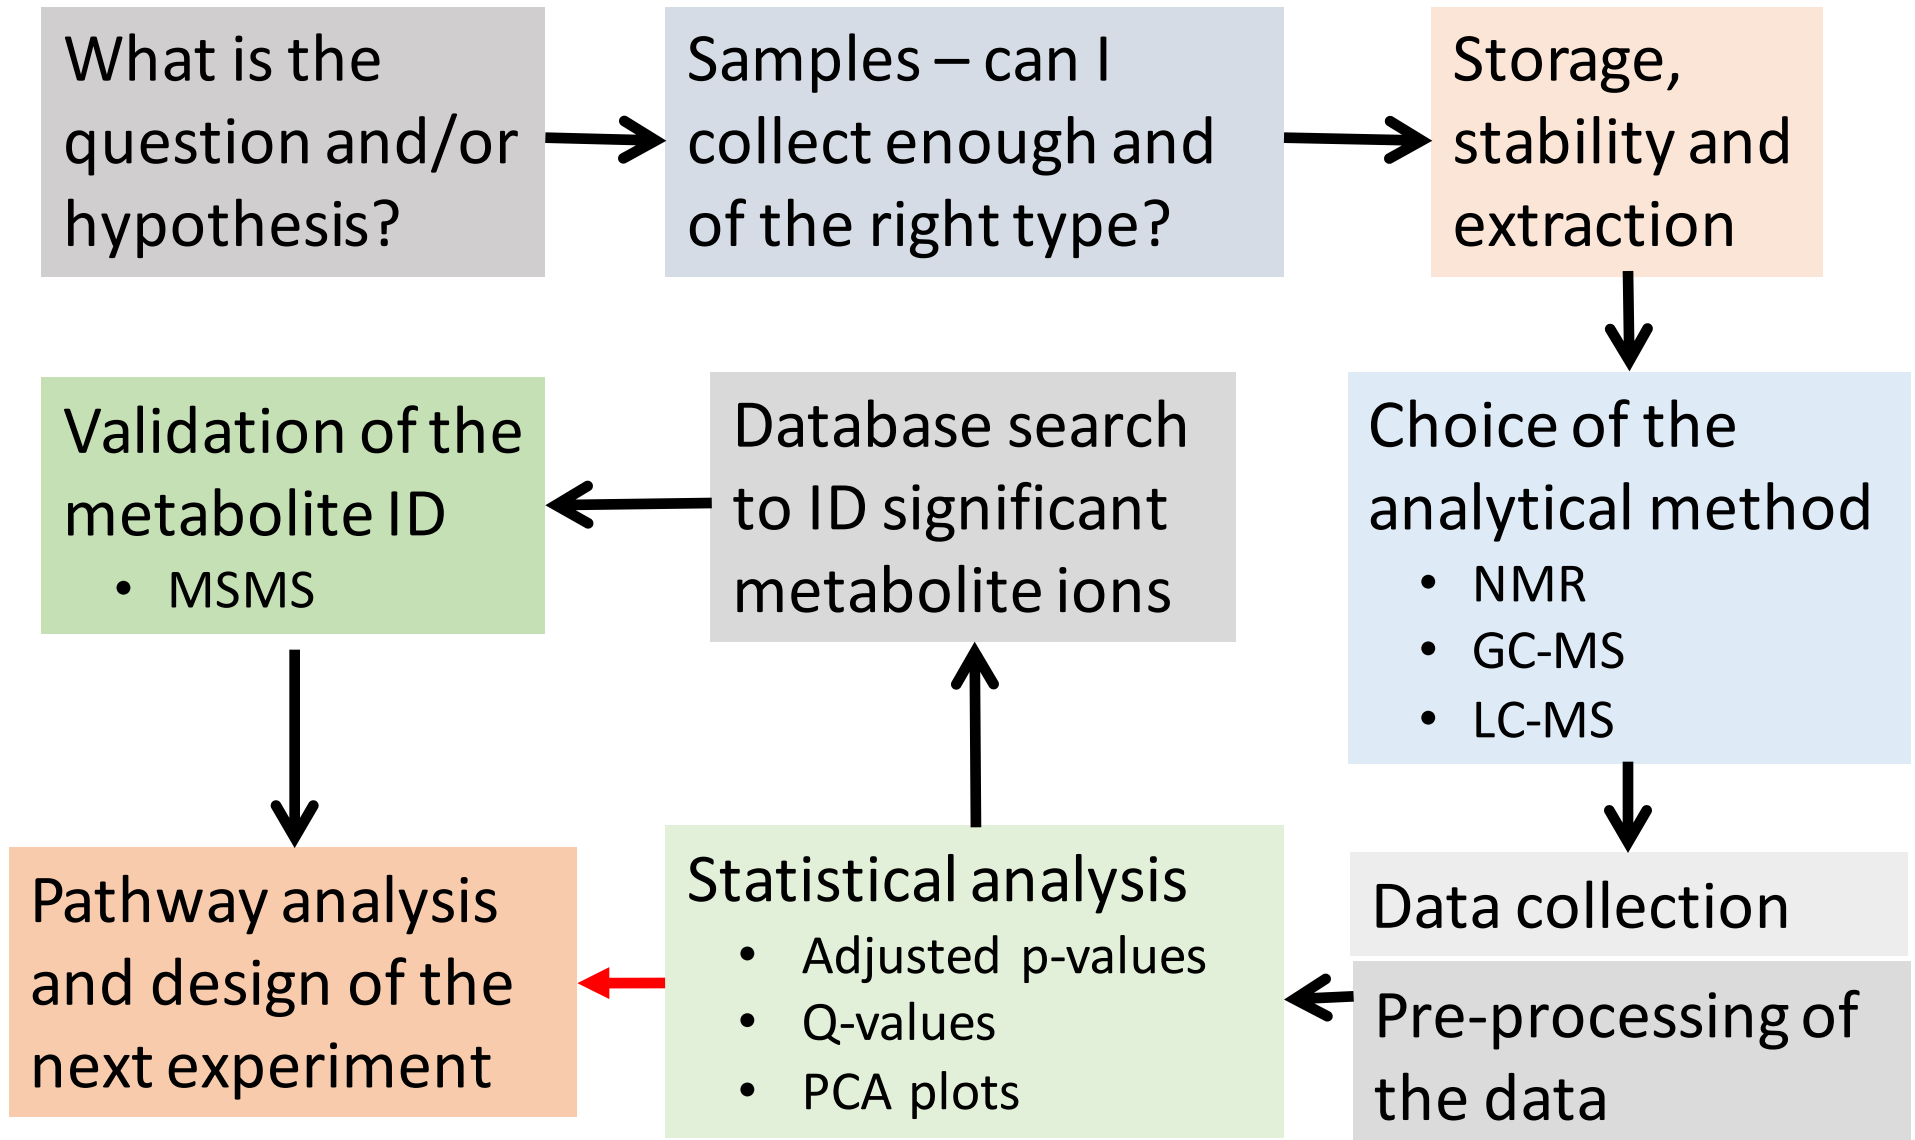 What is the
question and/or
hypothesis?
Samples – can I
collect enough and
of the right type?
Storage,
stability and
extraction
Choice of the
analytical method
• NMR
• GC-MS
• LC-MS
Data collection
Pre-processing of
the data
Statistical analysis
• Adjusted p-values
• Q-values
• PCA plots
Database search
to ID significant
metabolite ions
Validation of the
metabolite ID
• MSMS
Pathway analysis
and design of the
next experiment